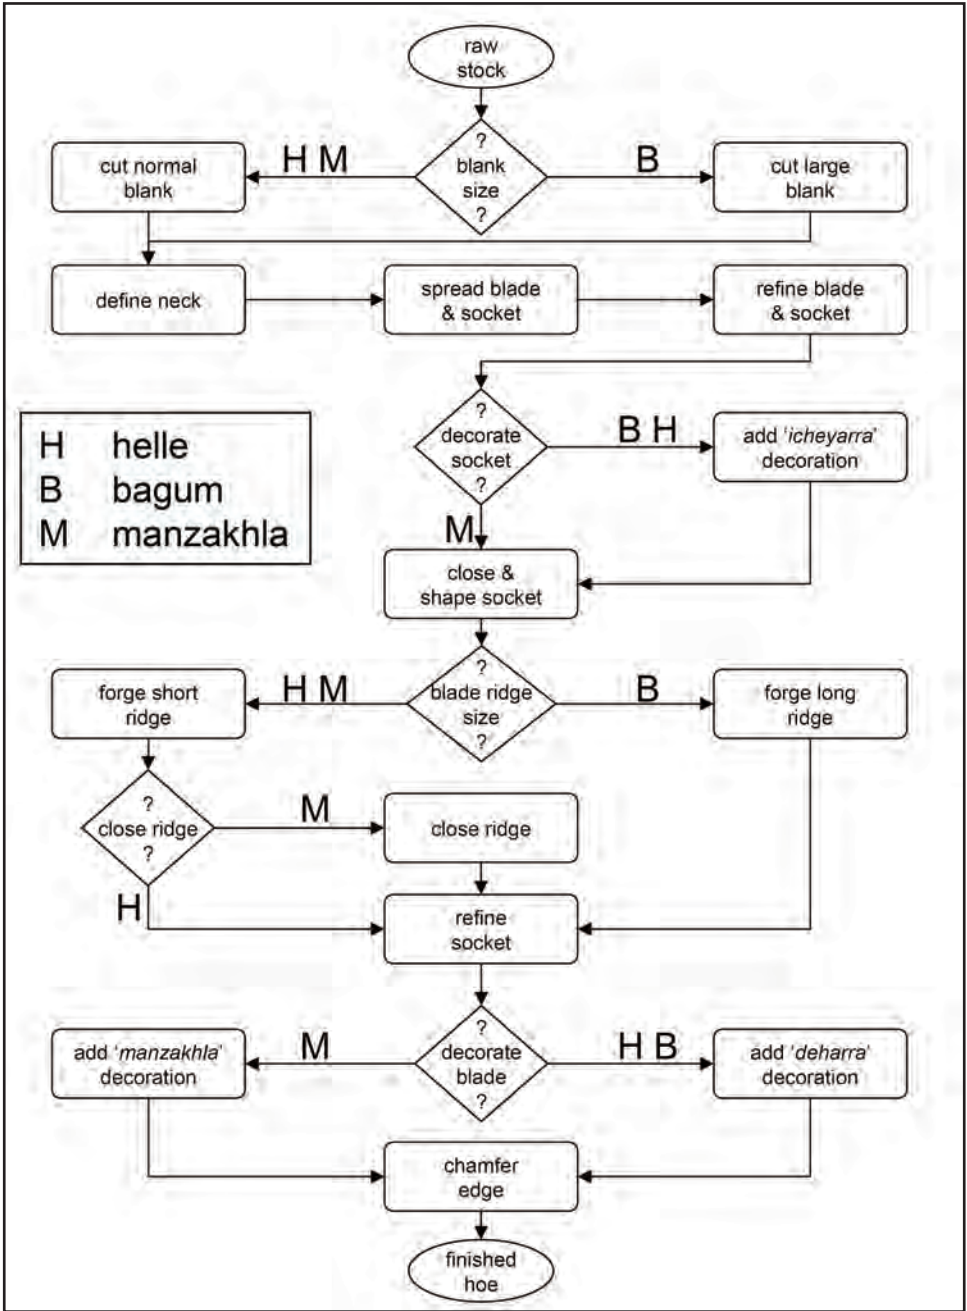 raw
stock
?
blank
size
?
H M
B
cut normal
blank
cut large
blank
define neck
spread blade
& socket
refine blade
& socket
?
decorate
socket
?
B H
add 'icheyarra'
decoration
H helle
B bagum
M manzakhla
M
close &
shape socket
?
blade ridge
size
?
H M
B
forge short
ridge
forge long
ridge
?
close ridge
?
M
close ridge
H
refine
socket
?
decorate
blade
?
M
H B
add 'manzakhla'
decoration
add 'deharra'
decoration
chamfer
edge
finished
hoe